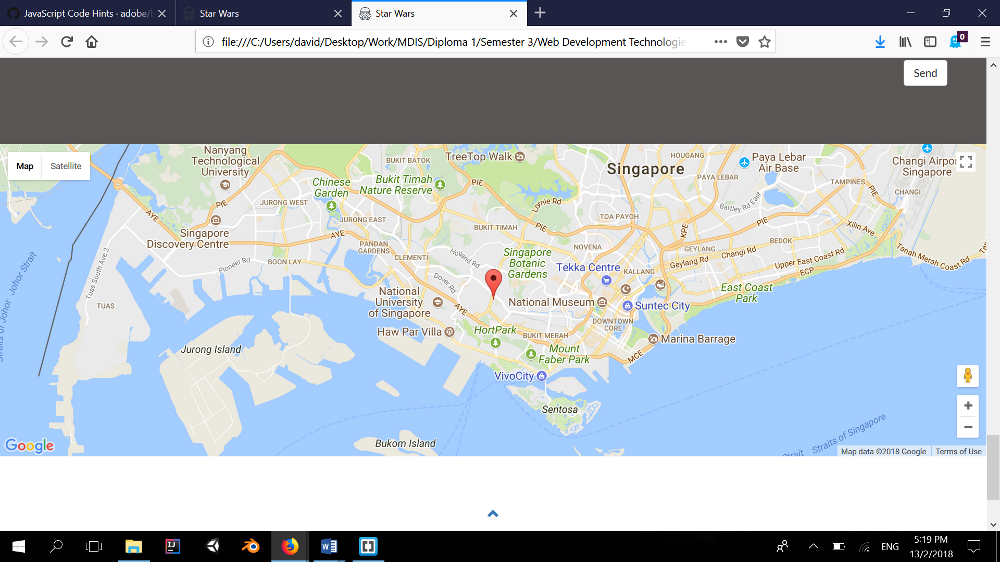 JavaScript Code Hints · adobe/b
Star Wars
Star Wars
file:///C:/Users/david/Desktop/Work/MDIS/Diploma 1/Semester 3/Web Development Technologie
0
Send
Map
Satellite
Nanyang
Technological
University
BUKIT BATOK
TreeTop Walk
HOUGANG
Singapore
Paya Lebar
Air Base
Changi Airpor
Singapore
Chinese
Garden
Bukit Timah
Nature Reserve
PIE
PAYA LEBAR
TAMPINES
PIE
CHANGI
PIE
JURONG WEST
Lornie Rd
Bartley Rd East
AYE
JURONG EAST
TOA PAYOH
BUKIT TIMAH
PIE
KPE
PIE
Xilin Ave
Singapore
Discovery Centre
AYE
PANDAN
GARDENS
NOVENA
GEYLANG
BEDOK
CLEMENTI
Holland Rd
Singapore
Botanic
Gardens
Geylang Rd
Changi Rd
Upper East Coast Rd
ECP
Tanah Merah Coast Rd
Tan
Pioneer Rd
BOON LAY
Tekka Centre
KALLANG
Tuas South Ave 3
Johor Strait
Straits of Johor
Dover Rd
East Coast
Park
National
University
of Singapore
National Museum
Suntec City
TUAS
AYE
DOWNTOWN
CORE
Haw Par Villa
HortPark
BUKIT MERAH
Marina Barrage
Jurong Island
Mount
Faber Park
MCE
VivoCity
Sentosa
Straits of Singapore
Strait
Bukom Island
Google
Map data ©2018 Google
Terms of Use
IJ
W
ENG
5:19 PM
13/2/2018